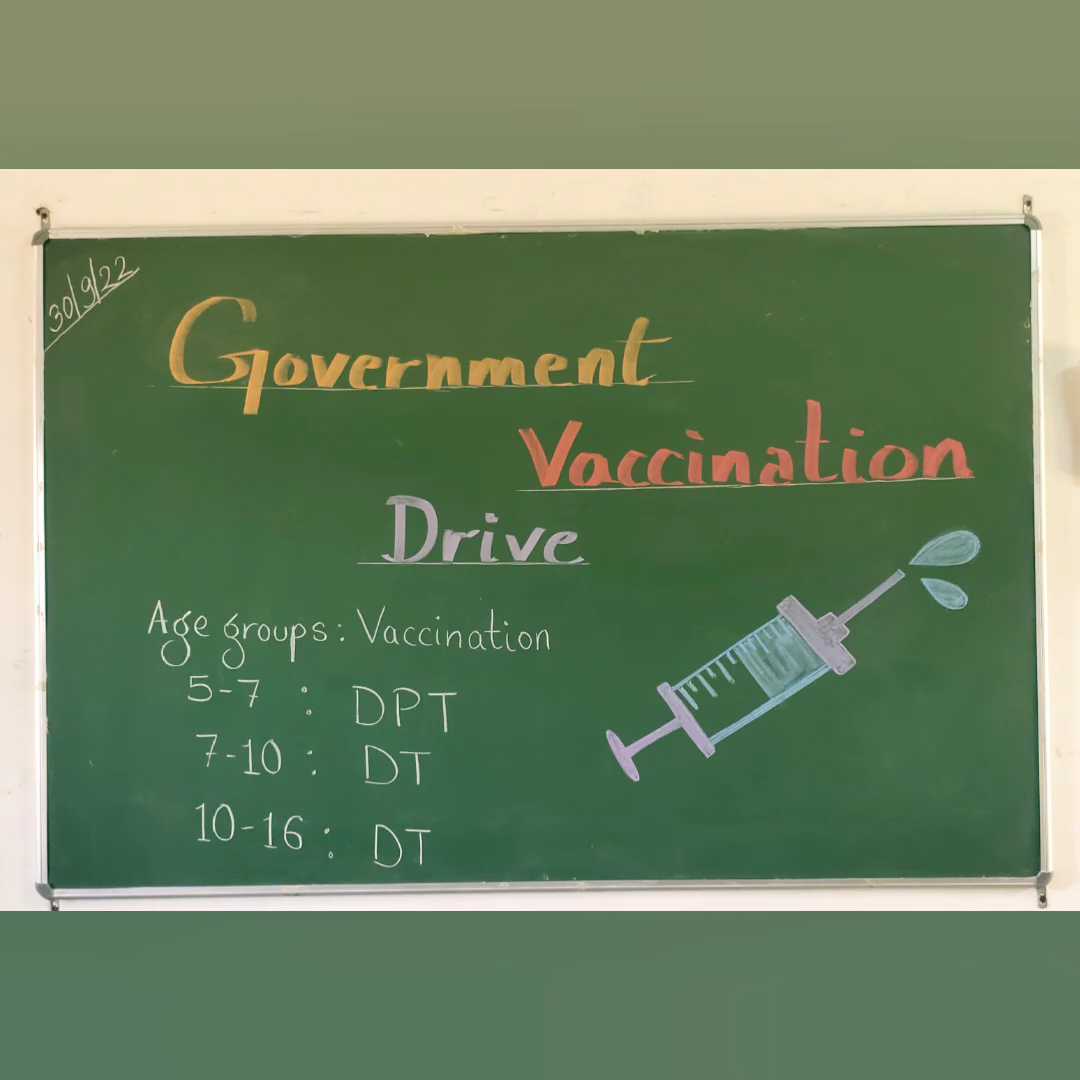 30/9/22
Government
Vaccination
Drive
Age groups: Vaccination
5-7 : DPT
7-10 : DT
10-16 : DT